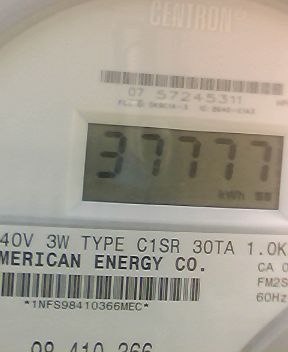 CENTRON®
07 57245311
37777
kWh
40V 3W TYPE C1SR 30TA 1.0K
MERICAN ENERGY CO.
CA 0
FM2S
60Hz
*1NFS98410366MEC*
98 410 366